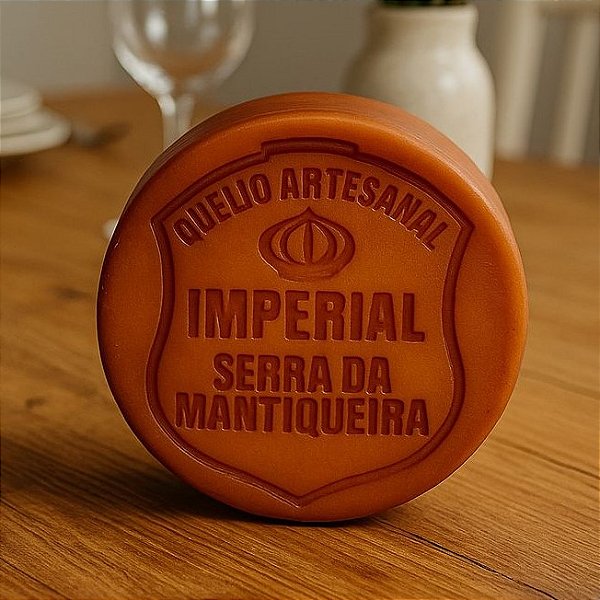 QUEIJO ARTESANAL
IMPERIAL
SERRA DA
MANTIQUEIRA